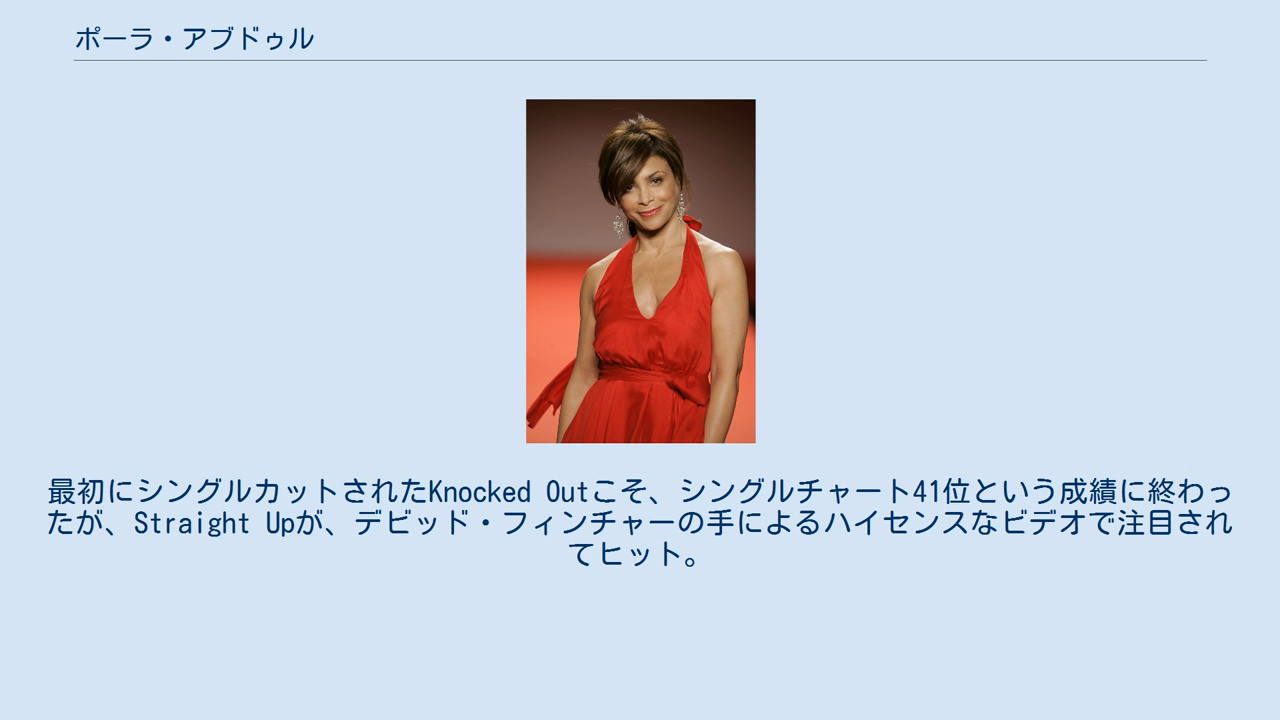 ポーラ・アブドゥル
最初にシングルカットされたKnocked Outこそ、シングルチャート41位という成績に終わっ
たが、Straight Upが、デビッド・フィンチャーの手によるハイセンスなビデオで注目され
てヒット。